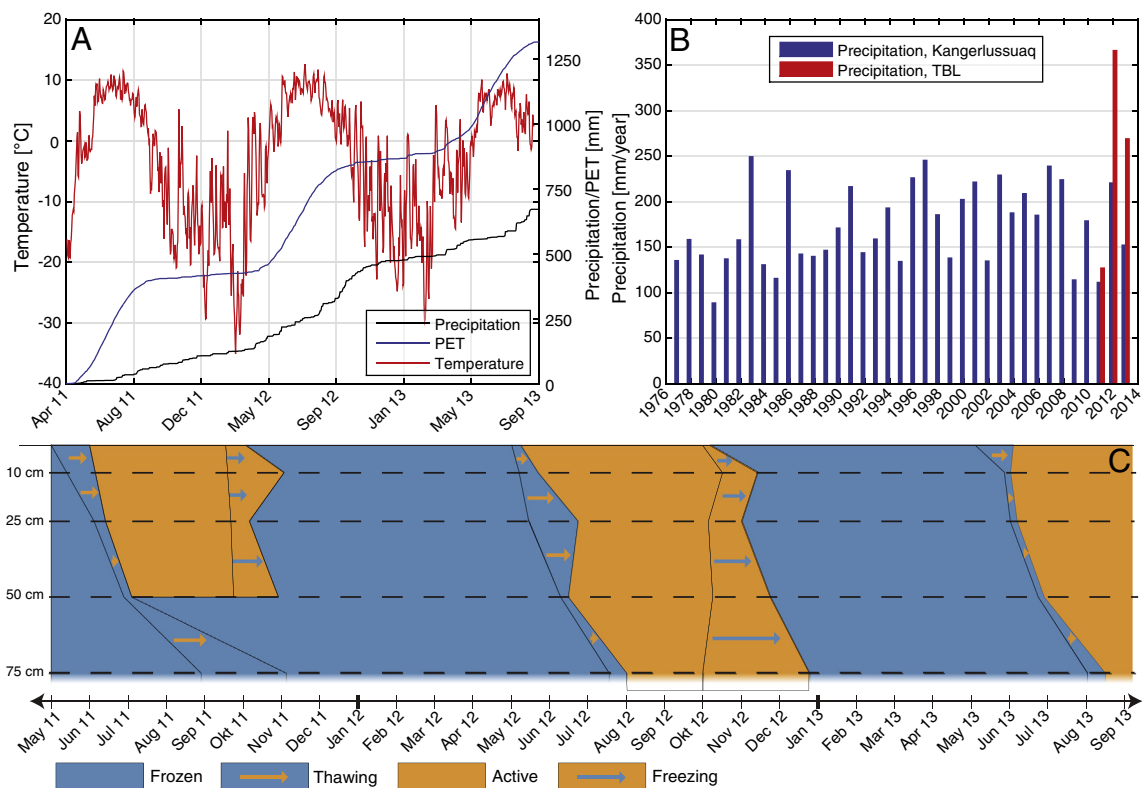 A
Temperature [°C]
20
10
0
-10
-20
-30
-40
Precipitation/PET [mm]
1250
1000
750
500
250
0
Precipitation
PET
Temperature
Apr 11
Aug 11
Dec 11
May 12
Sep 12
Jan 13
May 13
Sep 13
B
Precipitation [mm/year]
400
350
300
250
200
150
100
50
0
Precipitation, Kangerlussuaq
Precipitation, TBL
1976
1978
1980
1982
1984
1986
1988
1990
1992
1994
1996
1998
2000
2002
2004
2006
2008
2010
2012
2014
C
10 cm
25 cm
50 cm
75 cm
May 11
Jun 11
Jul 11
Aug 11
Sep 11
Okt 11
Nov 11
Jan 12
Feb 12
Mar 12
Apr 12
May 12
Jun 12
Jul 12
Aug 12
Sep 12
Okt 12
Nov 12
Dec 12
Jan 13
Feb 13
Mar 13
Apr 13
May 13
Jun 13
Jul 13
Aug 13
Sep 13
Frozen
Thawing
Active
Freezing